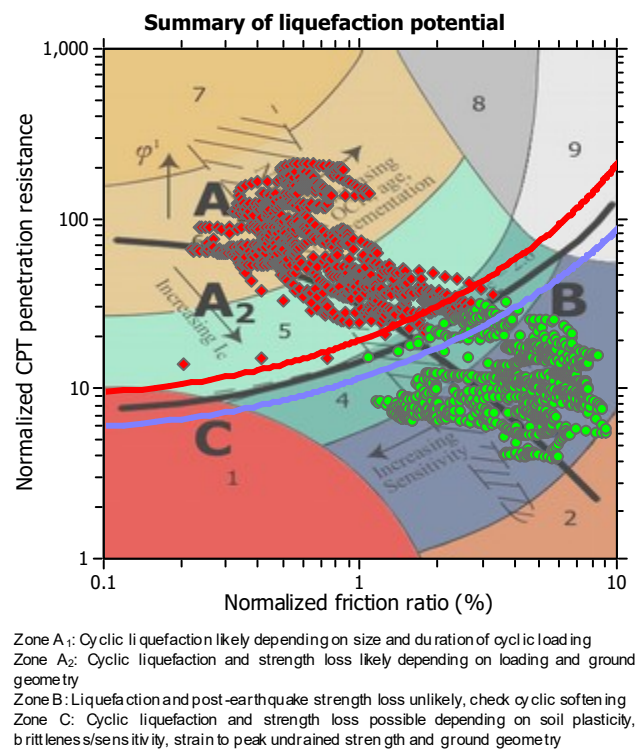 Summary of liquefaction potential
1,000
7
8
9
φ'
Increasing
OCR, age,
cementation
A
100
Normalized CPT penetration resistance
A2
Increasing Ic
5
B
10
4
C
Increasing
Sensitivity
1
2
1
0.1
1
10
Normalized friction ratio (%)
Zone A1: Cyclic liquefaction likely depending on size and duration of cyclic loading
Zone A2: Cyclic liquefaction and strength loss likely depending on loading and ground
geometry
Zone B: Liquefaction and post-earthquake strength loss unlikely, check cyclic softening
Zone C: Cyclic liquefaction and strength loss possible depending on soil plasticity,
brittleness/sensitivity, strain to peak undrained strength and ground geometry